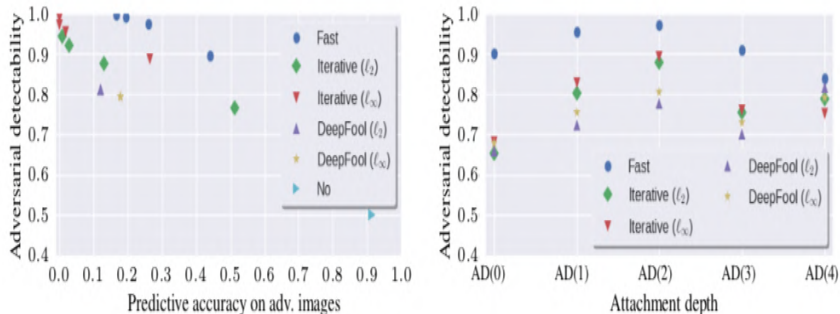 Adversarial detectability
1.0
0.9
0.8
0.7
0.6
0.5
0.4
0.0 0.1 0.2 0.3 0.4 0.5 0.6 0.7 0.8 0.9 1.0
Predictive accuracy on adv. images
Fast
Iterative (ℓ₂)
Iterative (ℓ∞)
DeepFool (ℓ₂)
DeepFool (ℓ∞)
No
Adversarial detectability
1.0
0.9
0.8
0.7
0.6
0.5
0.4
AD(0) AD(1) AD(2) AD(3) AD(4)
Attachment depth
Fast
Iterative (ℓ₂)
Iterative (ℓ∞)
DeepFool (ℓ₂)
DeepFool (ℓ∞)